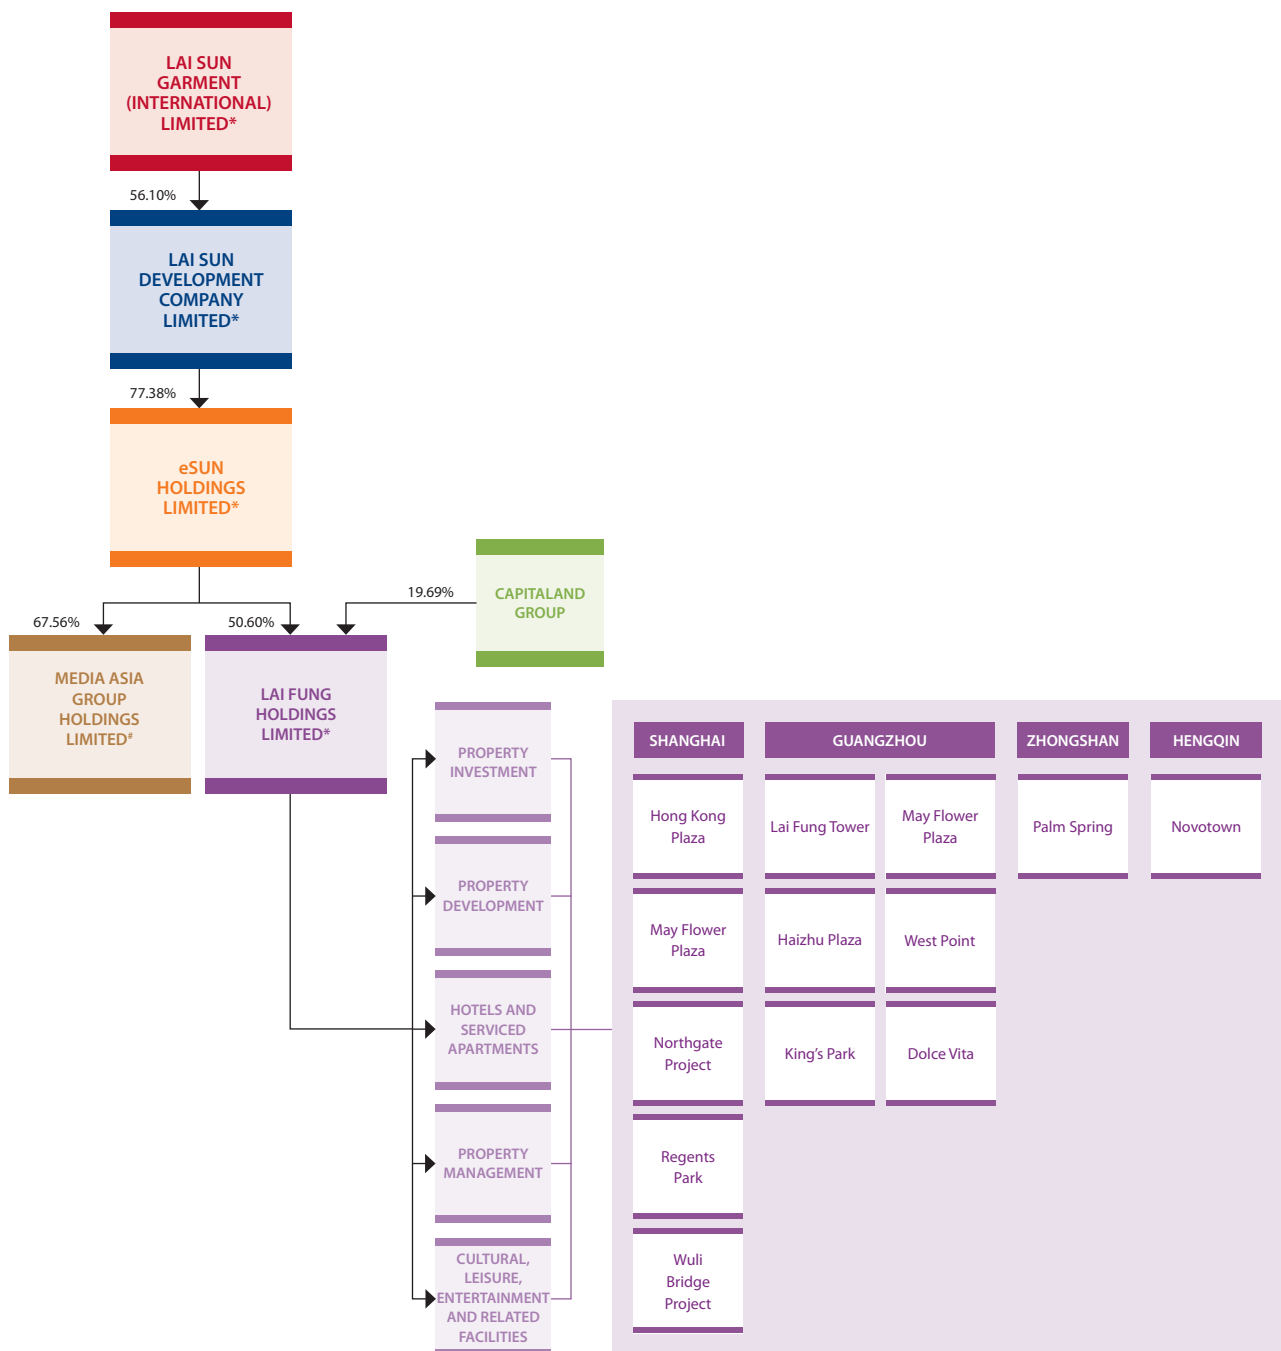 LAI SUN
GARMENT
(INTERNATIONAL)
LIMITED*
56.10%
LAI SUN
DEVELOPMENT
COMPANY
LIMITED*
77.38%
eSUN
HOLDINGS
LIMITED*
19.69%
CAPITALAND
GROUP
67.56%
50.60%
MEDIA ASIA
GROUP
HOLDINGS
LIMITED#
LAI FUNG
HOLDINGS
LIMITED*
PROPERTY
INVESTMENT
PROPERTY
DEVELOPMENT
HOTELS AND
SERVICED
APARTMENTS
PROPERTY
MANAGEMENT
CULTURAL,
LEISURE,
ENTERTAINMENT
AND RELATED
FACILITIES
SHANGHAI
Hong Kong
Plaza
May Flower
Plaza
Northgate
Project
Regents
Park
Wuli
Bridge
Project
GUANGZHOU
Lai Fung Tower
May Flower
Plaza
Haizhu Plaza
West Point
King's Park
Dolce Vita
ZHONGSHAN
Palm Spring
HENGQIN
Novotown